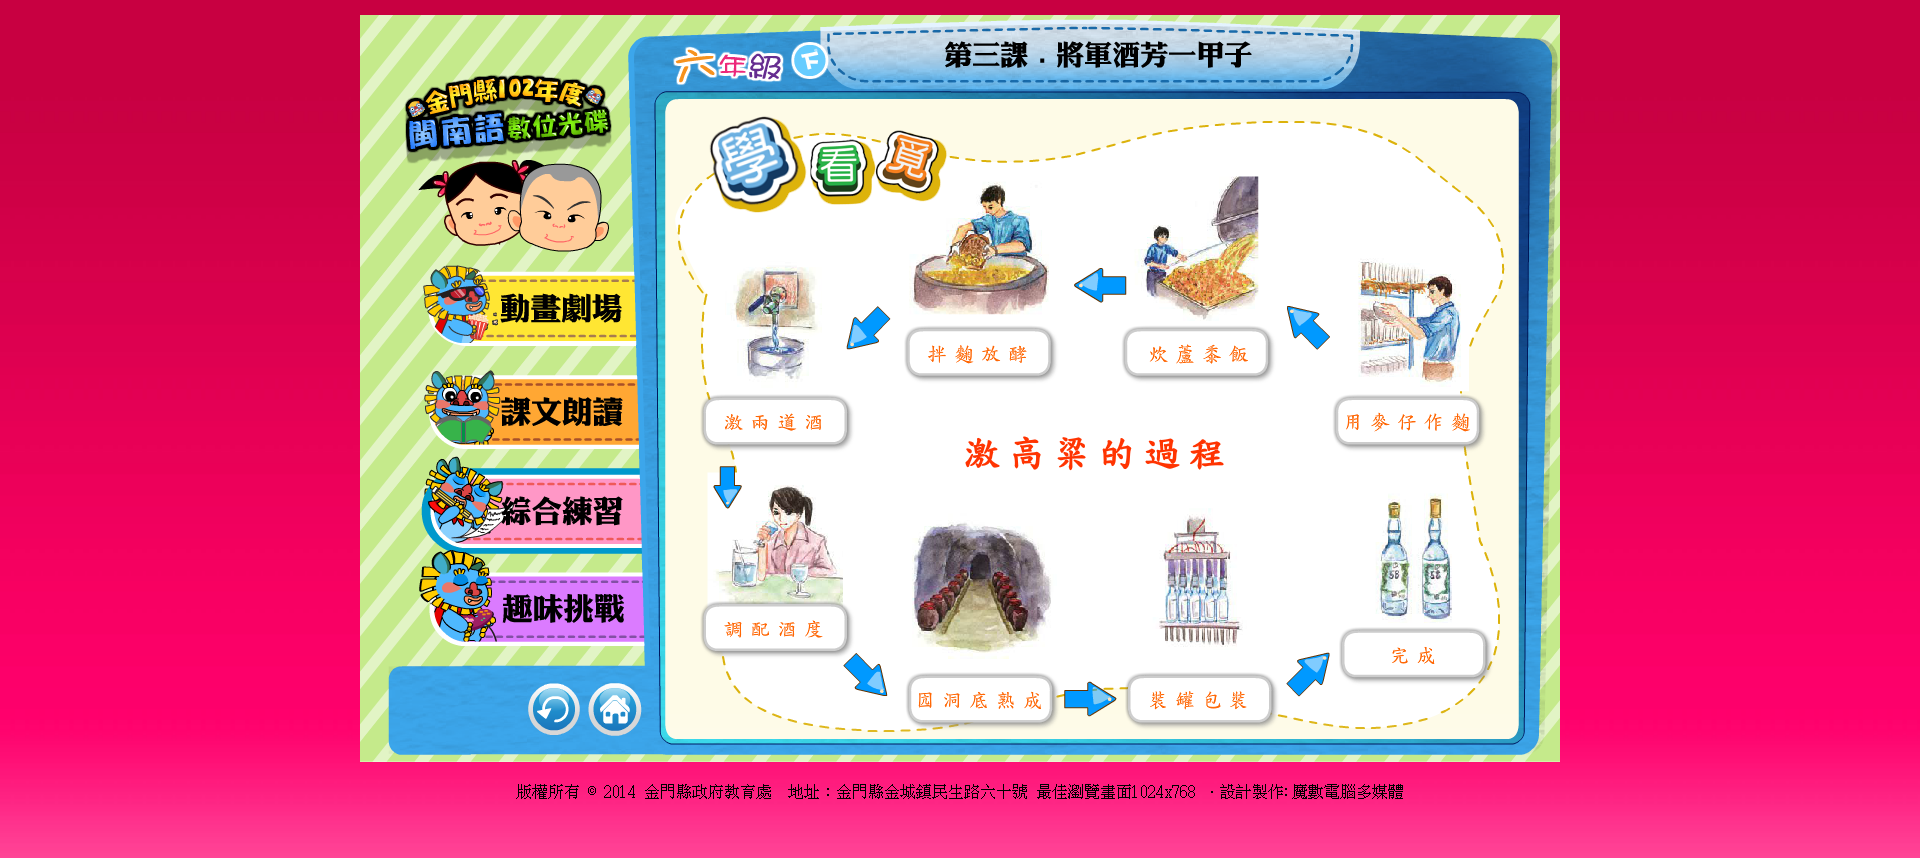 六年級 下
第三課．將軍酒芳一甲子
金門縣102年度
閩南語數位光碟
學看覓
動畫劇場
課文朗讀
綜合練習
趣味挑戰
拌麴放酵
炊蘆黍飯
激兩道酒
用麥仔作麴
激高粱的過程
58 58
調配酒度
完成
囥洞底熟成
裝罐包裝
版權所有 © 2014 金門縣政府教育處 地址：金門縣金城鎮民生路六十號 最佳瀏覽畫面1024x768 ‧設計製作:魔數電腦多媒體